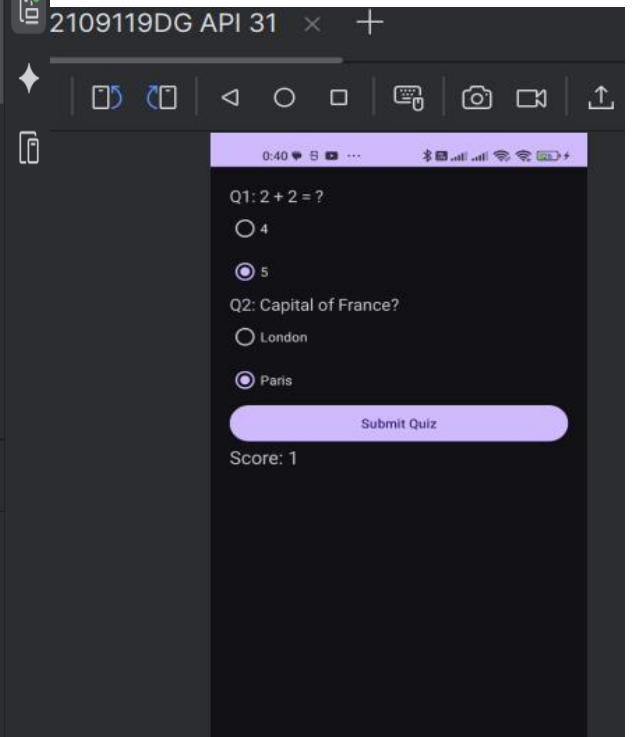 2109119DG API 31
0:40
Q1: 2 + 2 = ?
4
5
Q2: Capital of France?
London
Paris
Submit Quiz
Score: 1